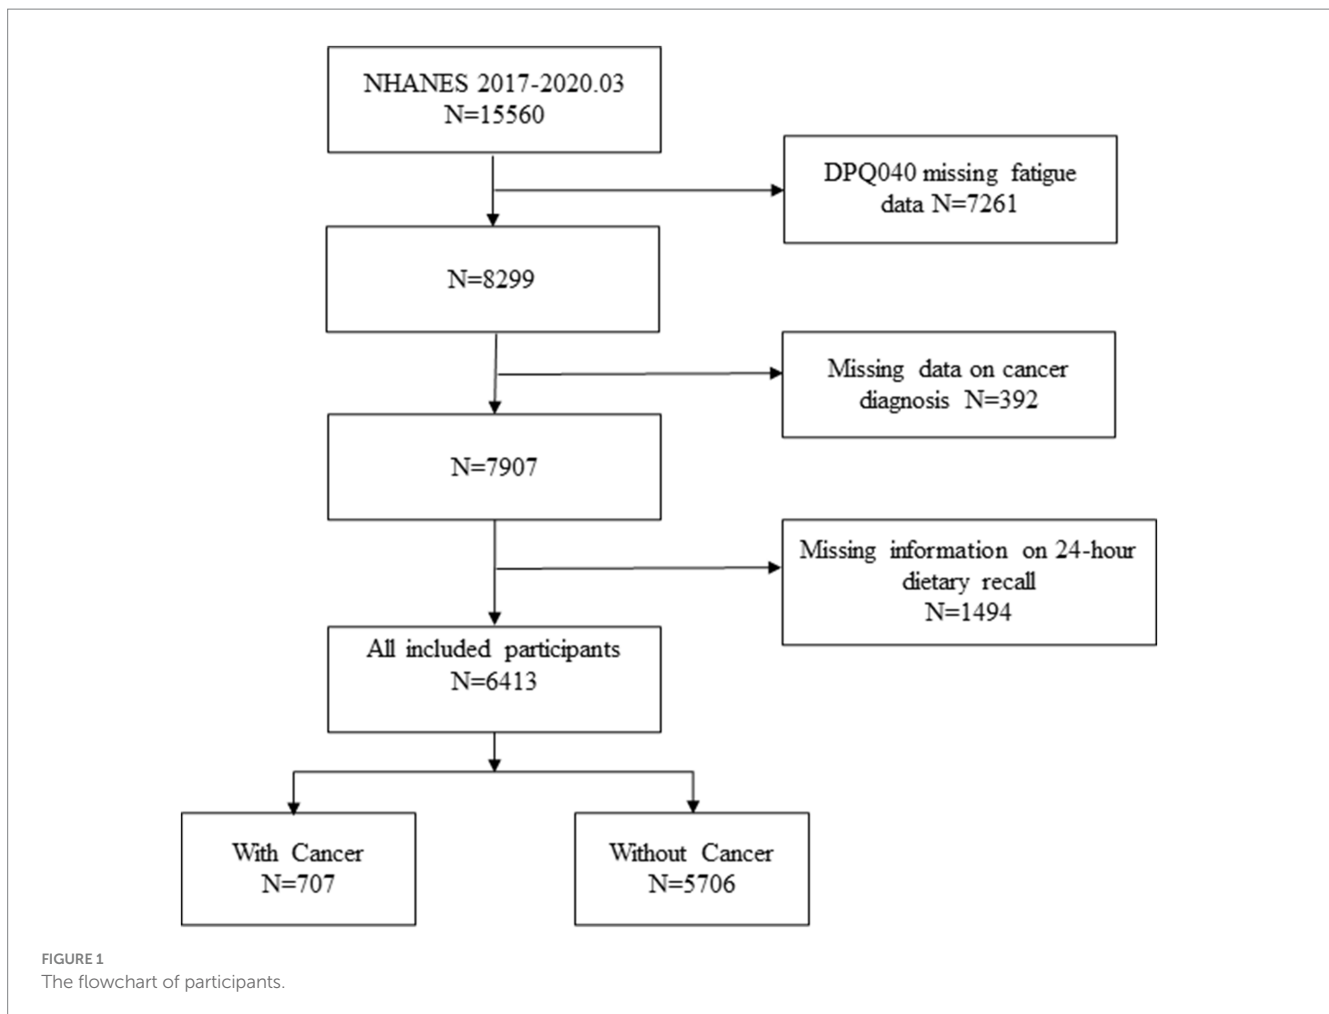 NHANES 2017-2020.03
N=15560
DPQ040 missing fatigue
data N=7261
N=8299
Missing data on cancer
diagnosis N=392
N=7907
Missing information on 24-hour
dietary recall
N=1494
All included participants
N=6413
With Cancer
N=707
Without Cancer
N=5706
FIGURE 1
The flowchart of participants.